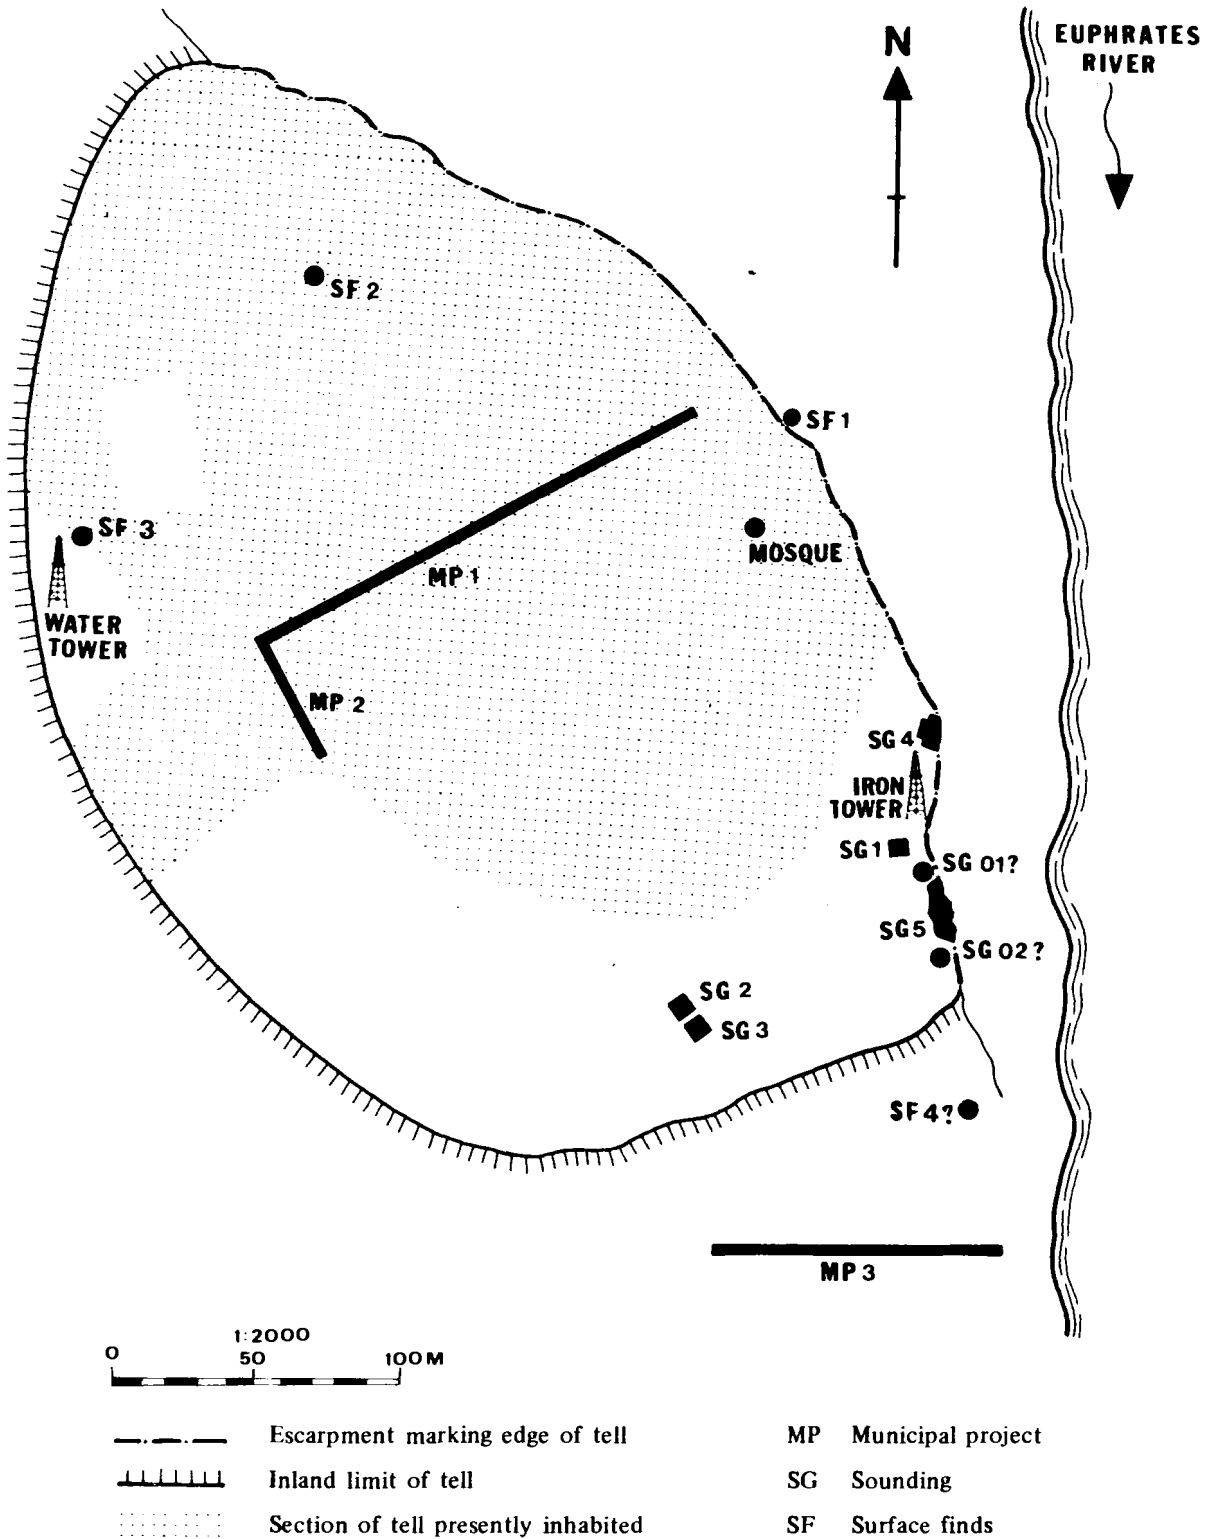 N
EUPHRATES
RIVER
SF 2
SF 1
SF 3
MOSQUE
MP 1
WATER
TOWER
MP 2
SG 4
IRON
TOWER
SG 1
SG 01?
SG 5
SG 02?
SG 2
SG 3
SF 4?
MP 3
1:2000
0 50 100 M
Escarpment marking edge of tell
Inland limit of tell
Section of tell presently inhabited
MP Municipal project
SG Sounding
SF Surface finds